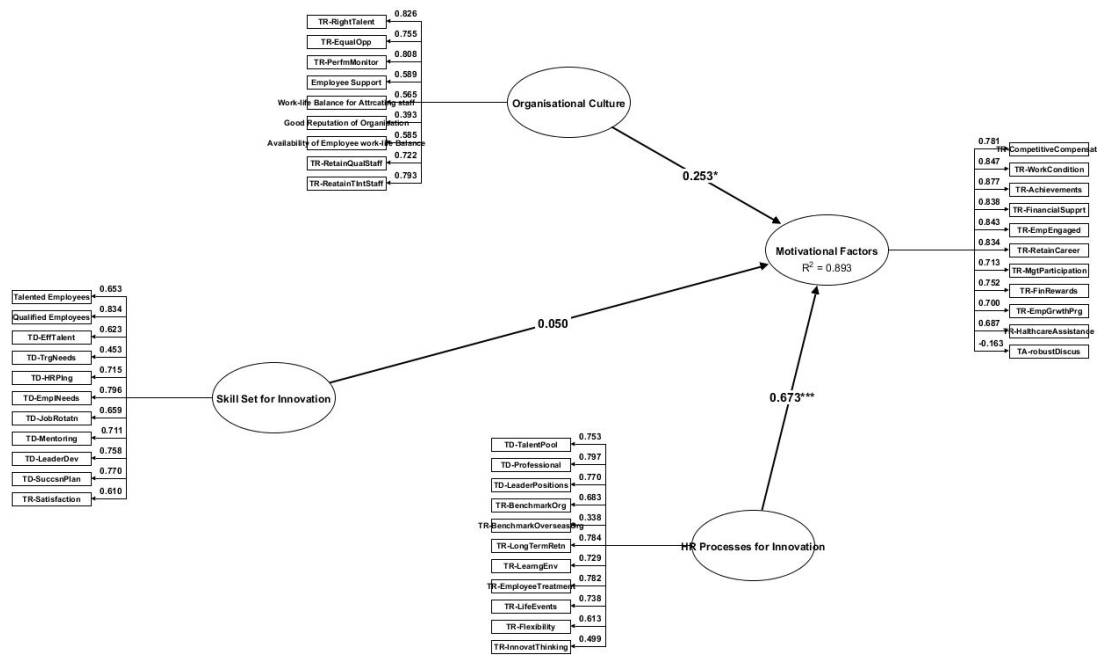 0.826
TR-RightTalent
0.755
TR-EqualOpp
0.808
TR-PerfmMonitor
0.589
Employee Support
0.565
Work-life Balance for Attrcating staff
0.393
Good Reputation of Organisation
0.585
Availability of Employee work-life Balance
0.722
TR-RetainQualStaff
0.793
TR-ReatainTlntStaff
Organisational Culture
0.253*
Motivational Factors
R² = 0.893
0.781
TR-CompetitiveCompensat
0.847
TR-WorkCondition
0.877
TR-Achievements
0.838
TR-FinancialSupprt
0.843
TR-EmpEngaged
0.834
TR-RetainCareer
0.713
TR-MgtParticipation
0.752
TR-FinRewards
0.700
TR-EmpGrwthPrg
0.687
TR-HealthcareAssistance
-0.163
TA-robustDiscus
0.653
Talented Employees
0.834
Qualified Employees
0.623
TD-EffTalent
0.453
TD-TrgNeeds
0.715
TD-HRPlng
0.796
TD-EmplNeeds
0.659
TD-JobRotatn
0.711
TD-Mentoring
0.758
TD-LeaderDev
0.770
TD-SuccsnPlan
0.610
TR-Satisfaction
Skill Set for Innovation
0.050
0.673***
0.753
TD-TalentPool
0.797
TD-Professional
0.770
TD-LeaderPositions
0.683
TR-BenchmarkOrg
0.338
TR-BenchmarkOverseasOrg
0.784
TR-LongTermRetn
0.729
TR-LearngEnv
0.782
TR-EmployeeTreatment
0.738
TR-LifeEvents
0.613
TR-Flexibility
0.499
TR-InnovatThinking
HR Processes for Innovation